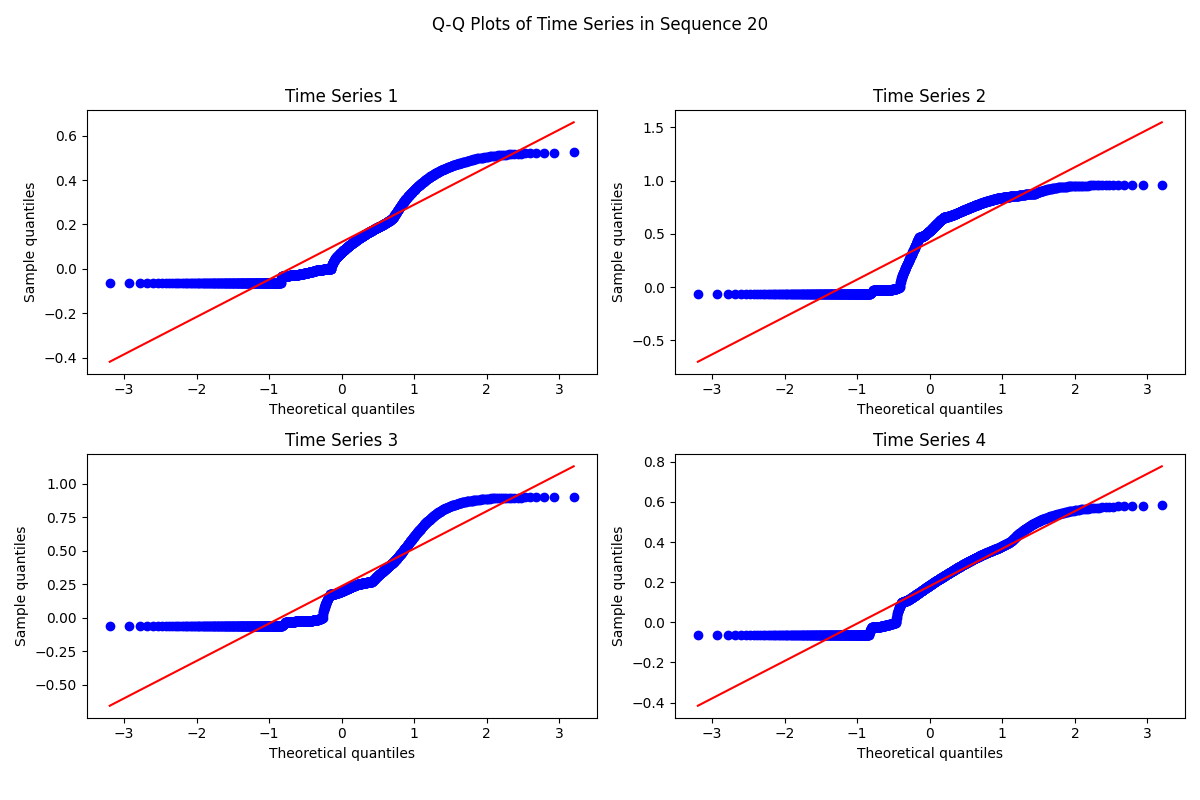 Q-Q Plots of Time Series in Sequence 20
Time Series 1
0.6
0.4
0.2
0.0
−0.2
−0.4
Sample quantiles
−3 −2 −1 0 1 2 3
Theoretical quantiles
Time Series 2
1.5
1.0
0.5
0.0
−0.5
Sample quantiles
−3 −2 −1 0 1 2 3
Theoretical quantiles
Time Series 3
1.00
0.75
0.50
0.25
0.00
−0.25
−0.50
Sample quantiles
−3 −2 −1 0 1 2 3
Theoretical quantiles
Time Series 4
0.8
0.6
0.4
0.2
0.0
−0.2
−0.4
Sample quantiles
−3 −2 −1 0 1 2 3
Theoretical quantiles